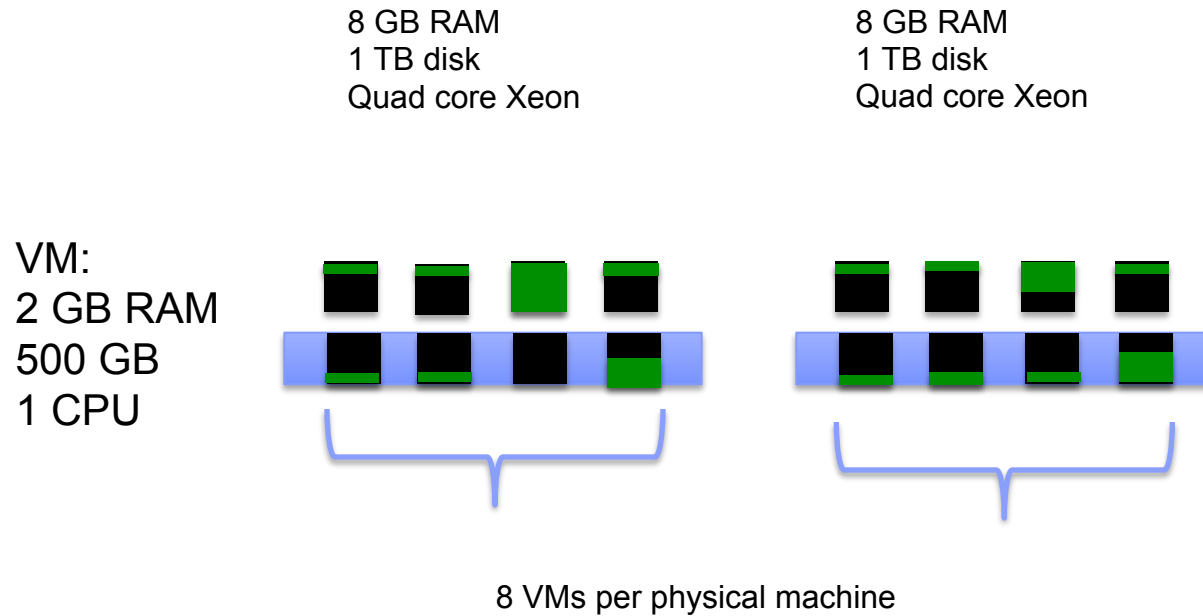 8 GB RAM
1 TB disk
Quad core Xeon
8 GB RAM
1 TB disk
Quad core Xeon
VM:
2 GB RAM
500 GB
1 CPU
8 VMs per physical machine